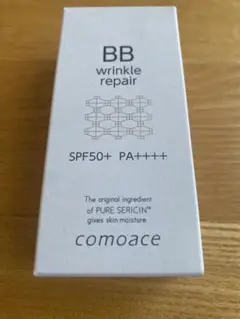 BB
wrinkle
repair
SPF50+ PA++++
The original ingredient
of PURE SERICIN™
gives skin moisture
comoace